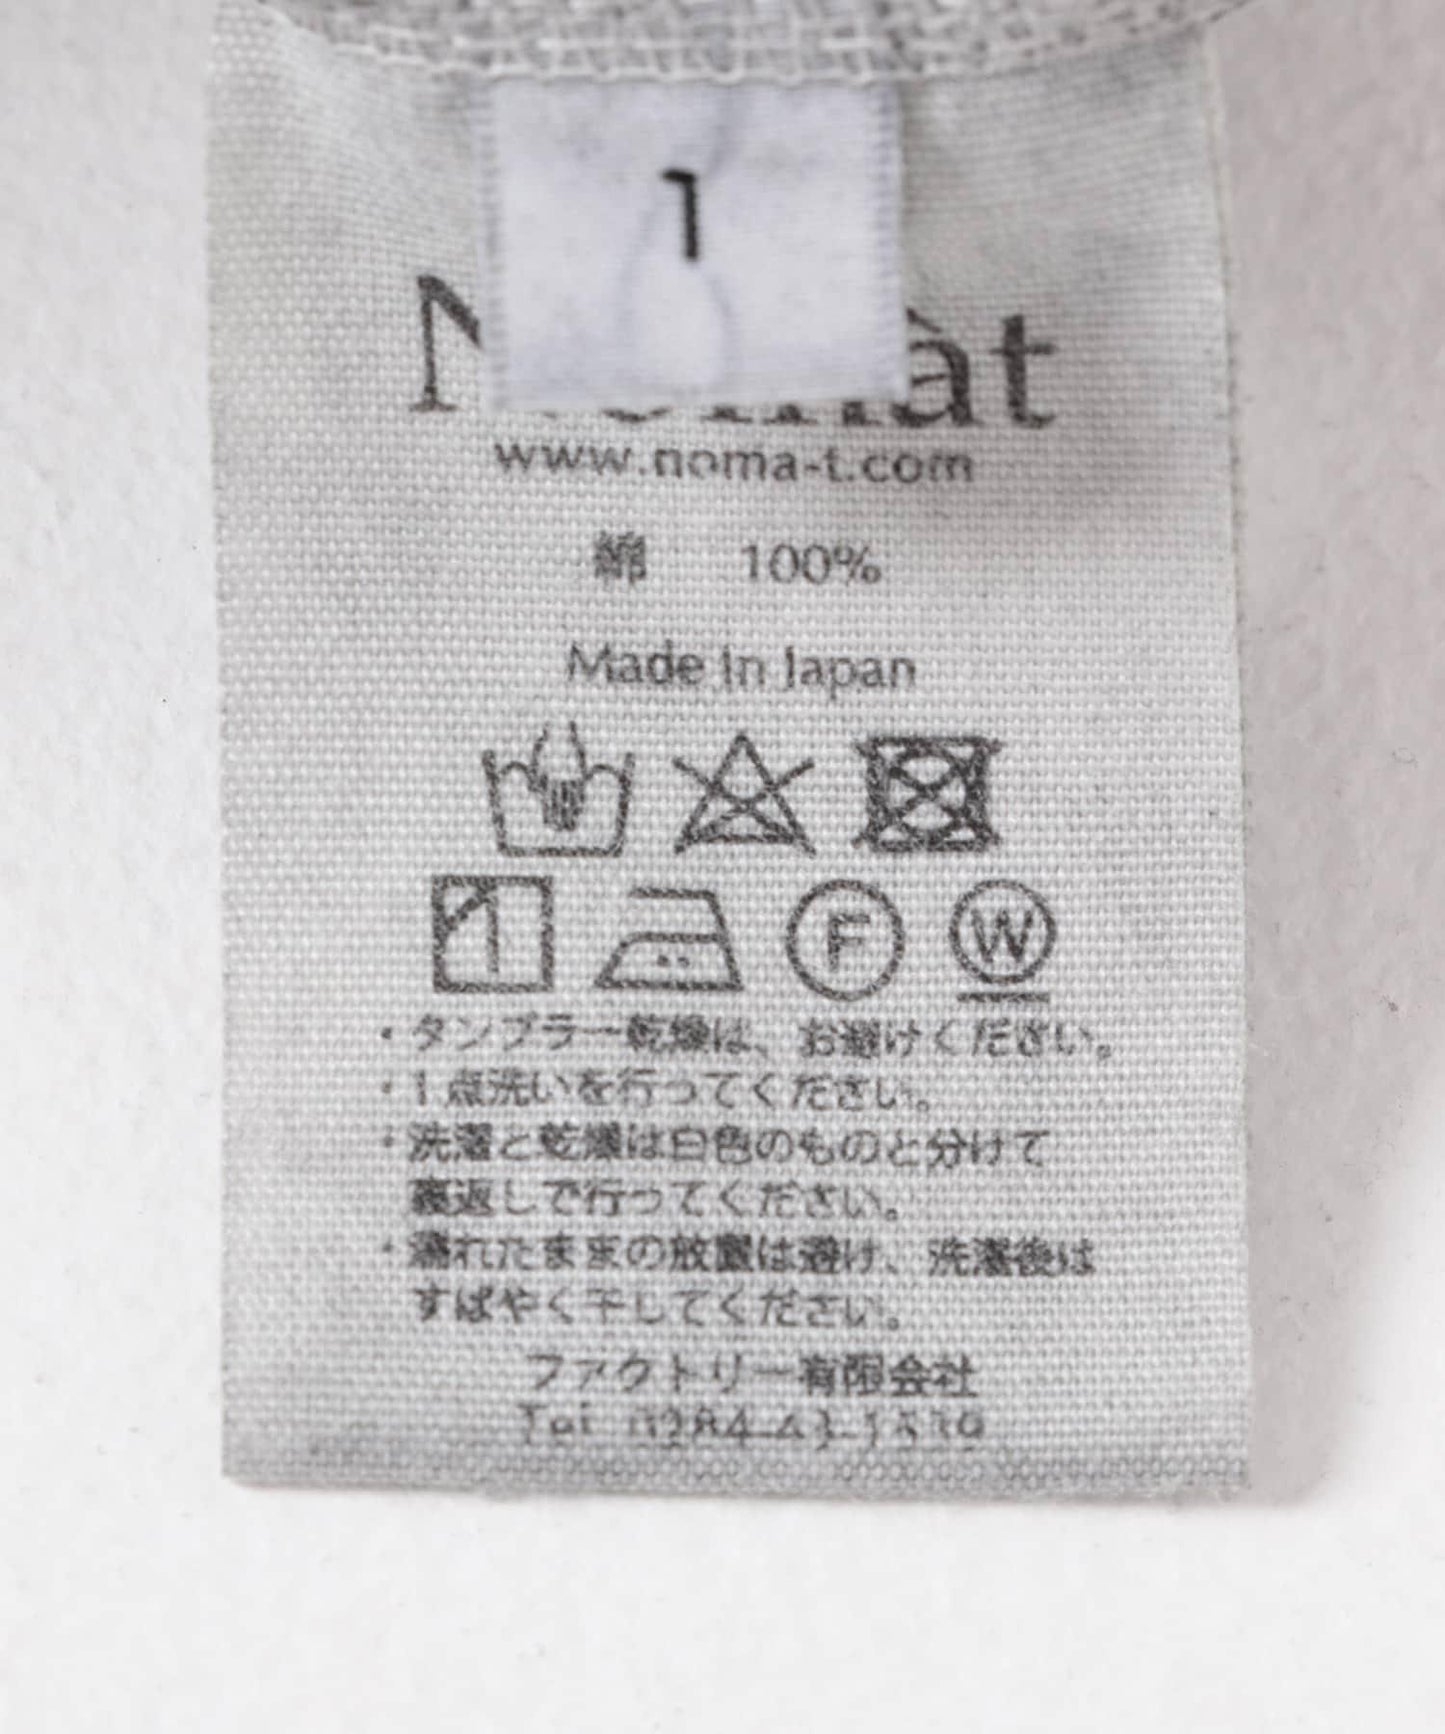 1
www.noma-t.com
綿 100%
Made in Japan
F W
・タンブラー乾燥は、お避けください。
・1点洗いを行ってください。
・洗濯と乾燥は白色のものと分けて
裏返しで行ってください。
・濡れたままの放置は避け、洗濯後は
すばやく干してください。
ファクトリー有限会社
Tel